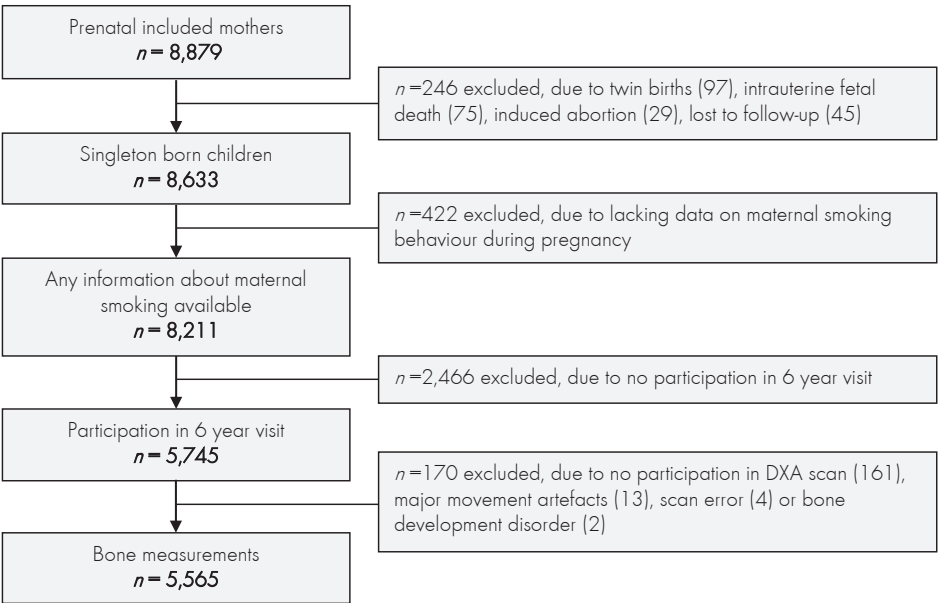 Prenatal included mothers
n = 8,879
n =246 excluded, due to twin births (97), intrauterine fetal
death (75), induced abortion (29), lost to follow-up (45)
Singleton born children
n = 8,633
n =422 excluded, due to lacking data on maternal smoking
behaviour during pregnancy
Any information about maternal
smoking available
n = 8,211
n =2,466 excluded, due to no participation in 6 year visit
Participation in 6 year visit
n = 5,745
n =170 excluded, due to no participation in DXA scan (161),
major movement artefacts (13), scan error (4) or bone
development disorder (2)
Bone measurements
n = 5,565